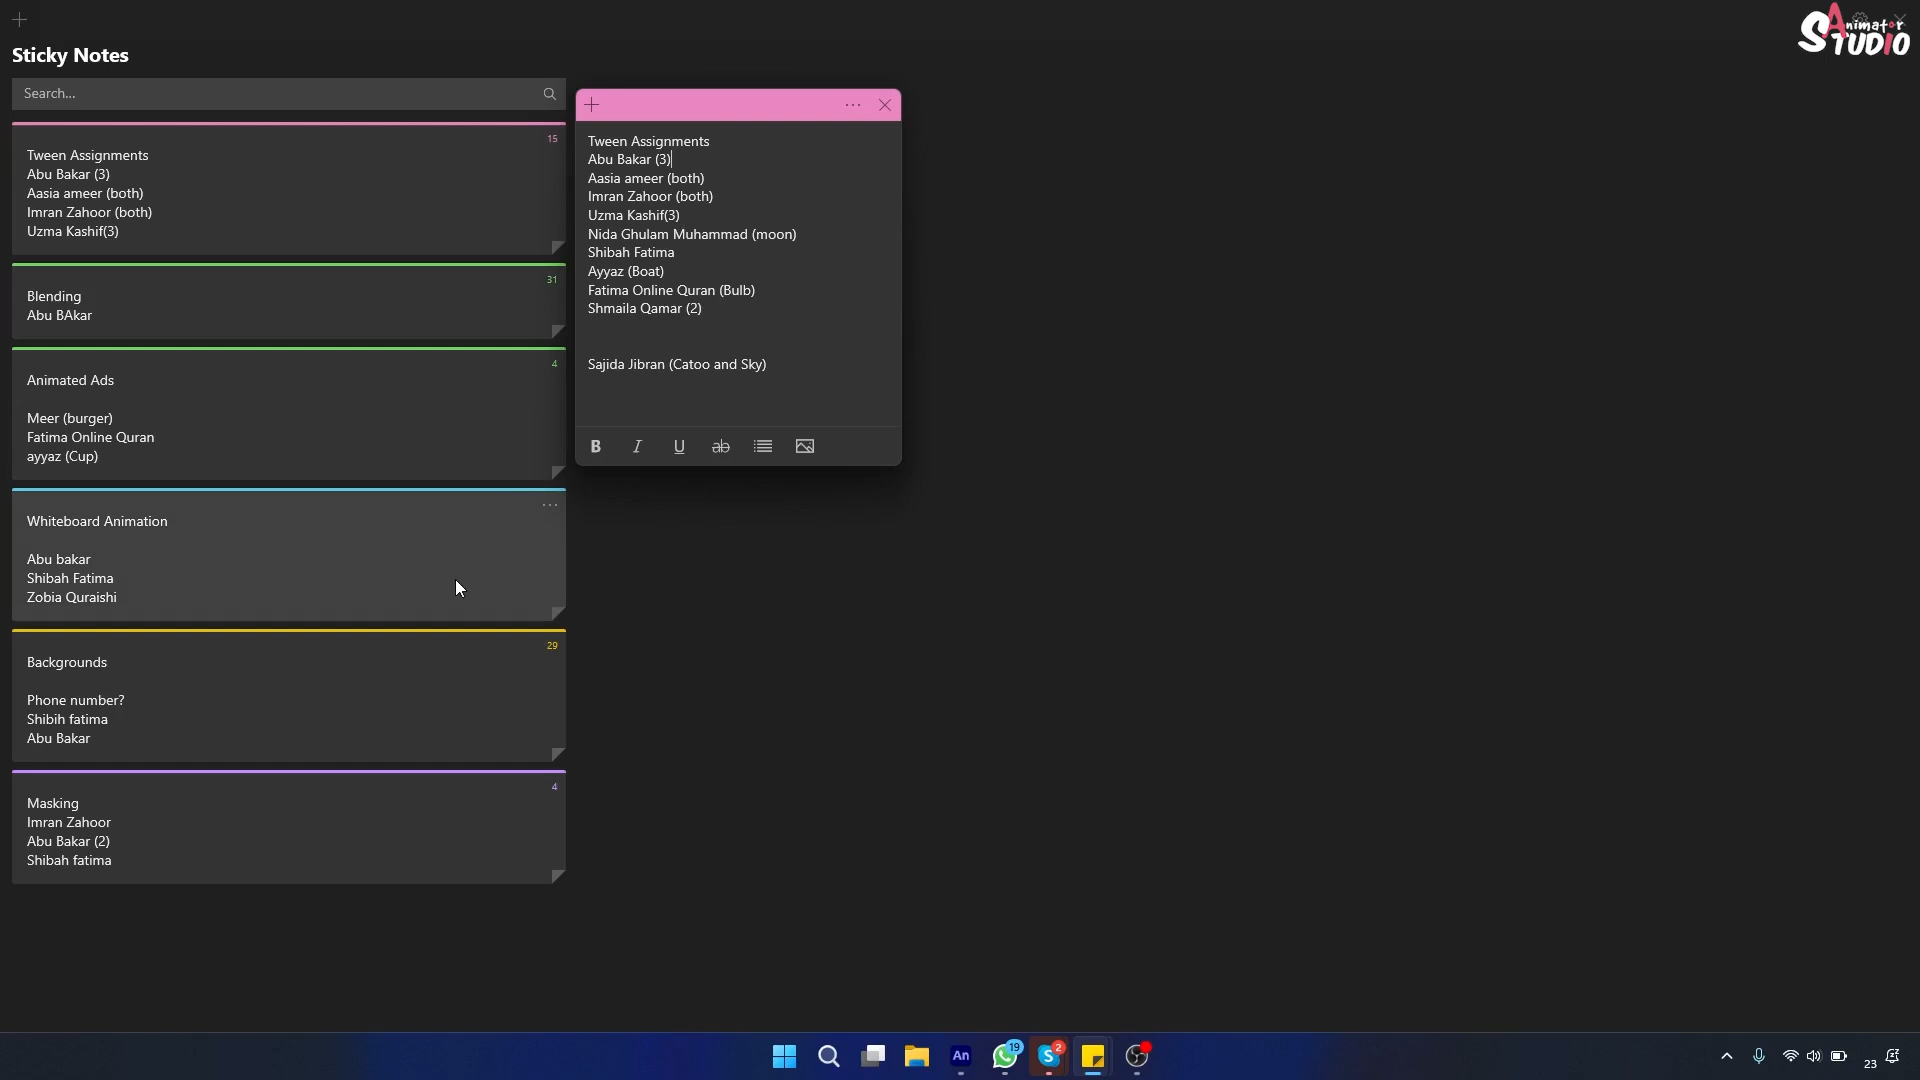 Animator
STUDIO
Sticky Notes
Search...
15
Tween Assignments
Abu Bakar (3)
Aasia ameer (both)
Imran Zahoor (both)
Uzma Kashif(3)
31
Blending
Abu BAkar
4
Animated Ads
Meer (burger)
Fatima Online Quran
ayyaz (Cup)
Whiteboard Animation
Abu bakar
Shibah Fatima
Zobia Quraishi
29
Backgrounds
Phone number?
Shibih fatima
Abu Bakar
4
Masking
Imran Zahoor
Abu Bakar (2)
Shibah fatima
Tween Assignments
Abu Bakar (3)
Aasia ameer (both)
Imran Zahoor (both)
Uzma Kashif(3)
Nida Ghulam Muhammad (moon)
Shibah Fatima
Ayyaz (Boat)
Fatima Online Quran (Bulb)
Shmaila Qamar (2)
Sajida Jibran (Catoo and Sky)
B I U ab
An
19
S
2
23